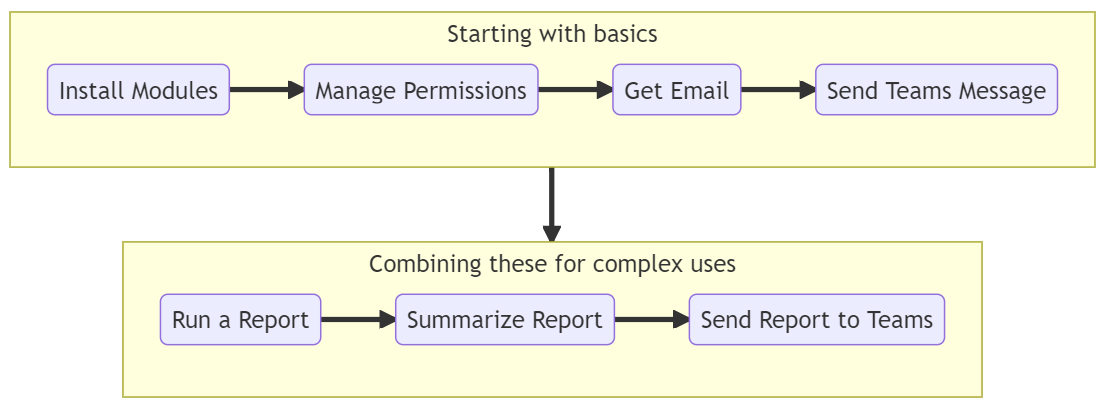 Starting with basics
Install Modules
Manage Permissions
Get Email
Send Teams Message
Combining these for complex uses
Run a Report
Summarize Report
Send Report to Teams